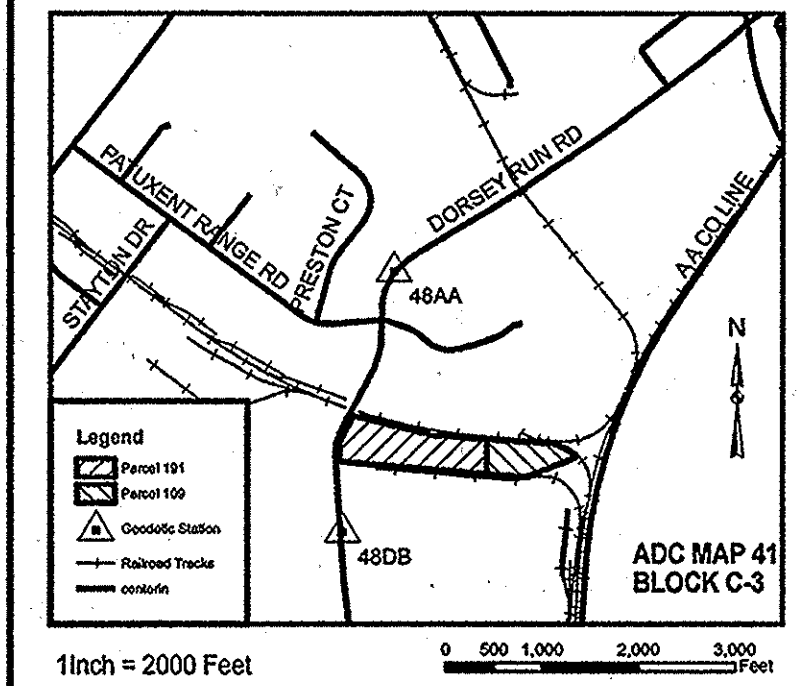 PATUXENT RANGE RD
STAYTON DR
PRESTON CT
DORSEY RUN RD
AA CO LINE
48AA
N
Legend
Parcel 191
Parcel 109
Geodetic Station
Railroad Tracks
centerln
48DB
ADC MAP 41
BLOCK C-3
1Inch = 2000 Feet
0 500 1,000 2,000 3,000
Feet